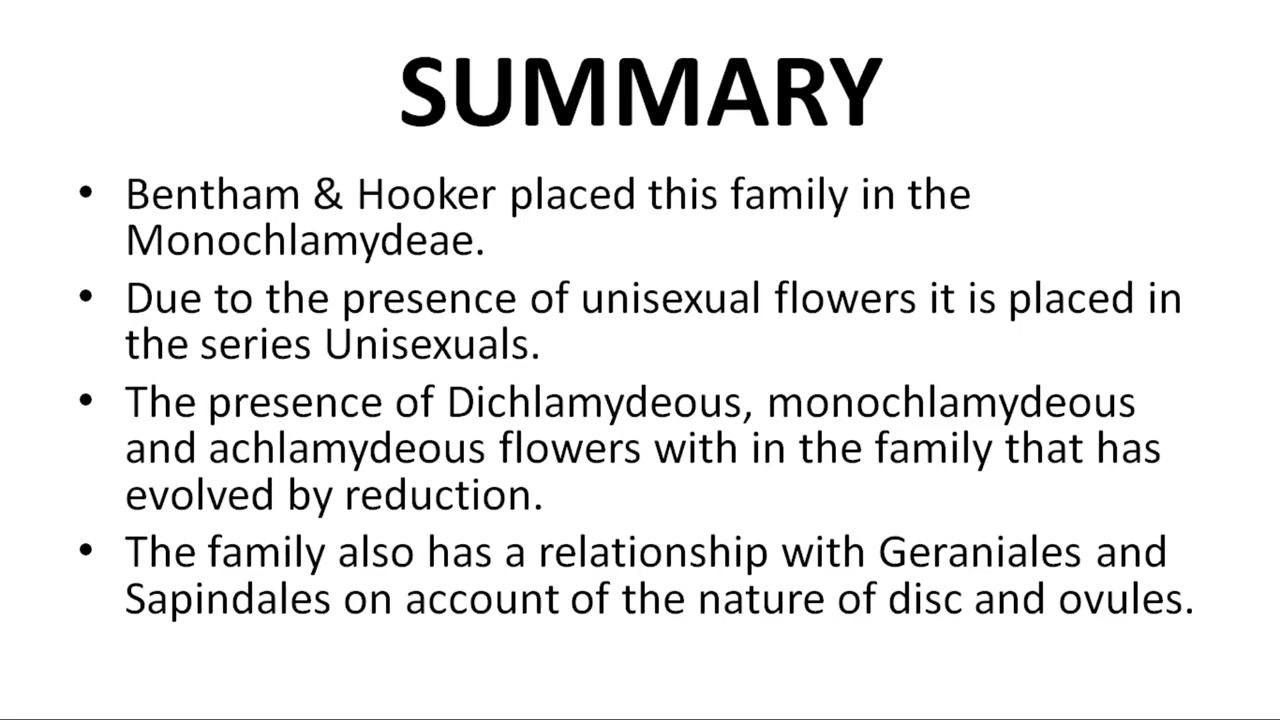 SUMMARY
• Bentham & Hooker placed this family in the
Monochlamydeae.
• Due to the presence of unisexual flowers it is placed in
the series Unisexuals.
• The presence of Dichlamydeous, monochlamydeous
and achlamydeous flowers with in the family that has
evolved by reduction.
• The family also has a relationship with Geraniales and
Sapindales on account of the nature of disc and ovules.